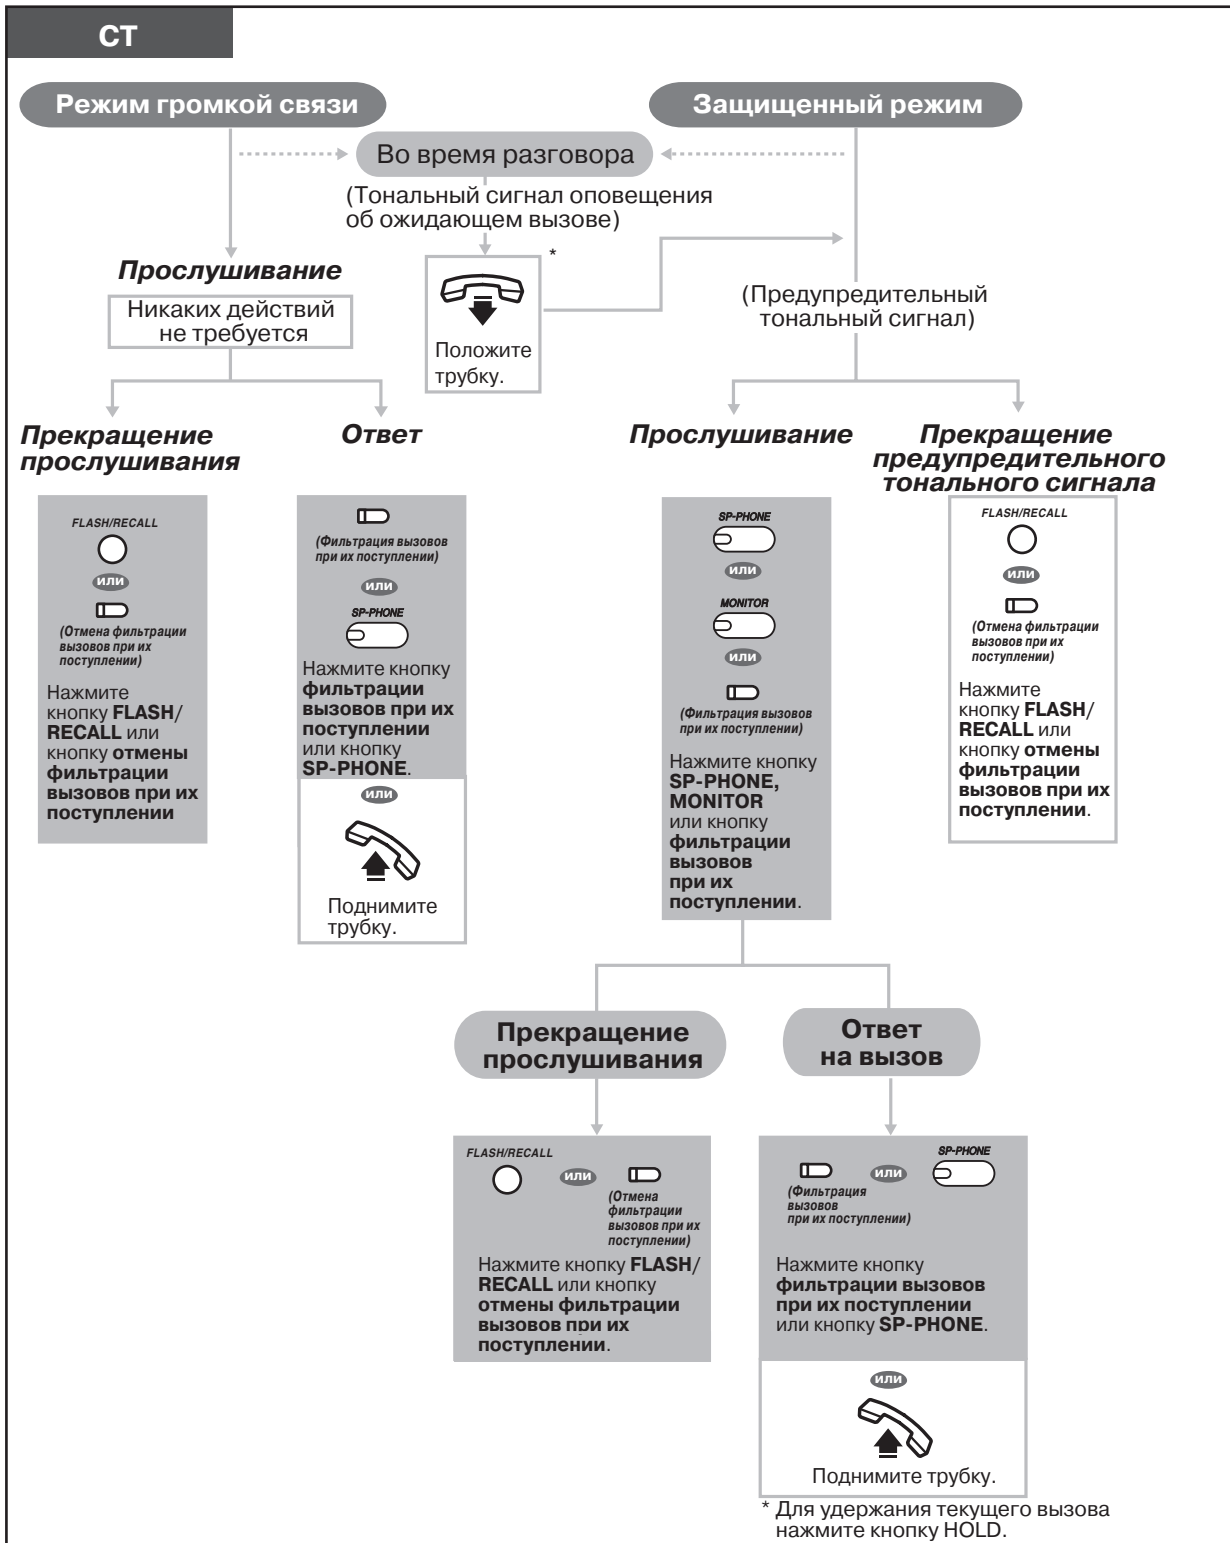 СТ
Режим громкой связи
Защищенный режим
Во время разговора
(Тональный сигнал оповещения
об ожидающем вызове)
*
Положите
трубку.
Прослушивание
Никаких действий
не требуется
(Предупредительный
тональный сигнал)
Прекращение
прослушивания
FLASH/RECALL
или
(Отмена фильтрации
вызовов при их
поступлении)
Нажмите
кнопку FLASH/
RECALL или
кнопку отмены
фильтрации
вызовов при их
поступлении
Ответ
(Фильтрация вызовов
при их поступлении)
или
SP-PHONE
Нажмите кнопку
фильтрации
вызовов при их
поступлении
или кнопку
SP-PHONE.
или
Поднимите
трубку.
Прослушивание
SP-PHONE
или
MONITOR
или
(Фильтрация вызовов
при их поступлении)
Нажмите кнопку
SP-PHONE,
MONITOR
или кнопку
фильтрации
вызовов
при их
поступлении.
Прекращение
предупредительного
тонального сигнала
FLASH/RECALL
или
(Отмена фильтрации
вызовов при их
поступлении)
Нажмите
кнопку FLASH/
RECALL или
кнопку отмены
фильтрации
вызовов при их
поступлении.
Прекращение
прослушивания
FLASH/RECALL
или
(Отмена
фильтрации
вызовов при их
поступлении)
Нажмите кнопку FLASH/
RECALL или кнопку
отмены фильтрации
вызовов при их
поступлении.
Ответ
на вызов
(Фильтрация
вызовов
при их поступлении)
или
SP-PHONE
Нажмите кнопку
фильтрации вызовов
при их поступлении
или кнопку SP-PHONE.
или
Поднимите трубку.
* Для удержания текущего вызова
нажмите кнопку HOLD.